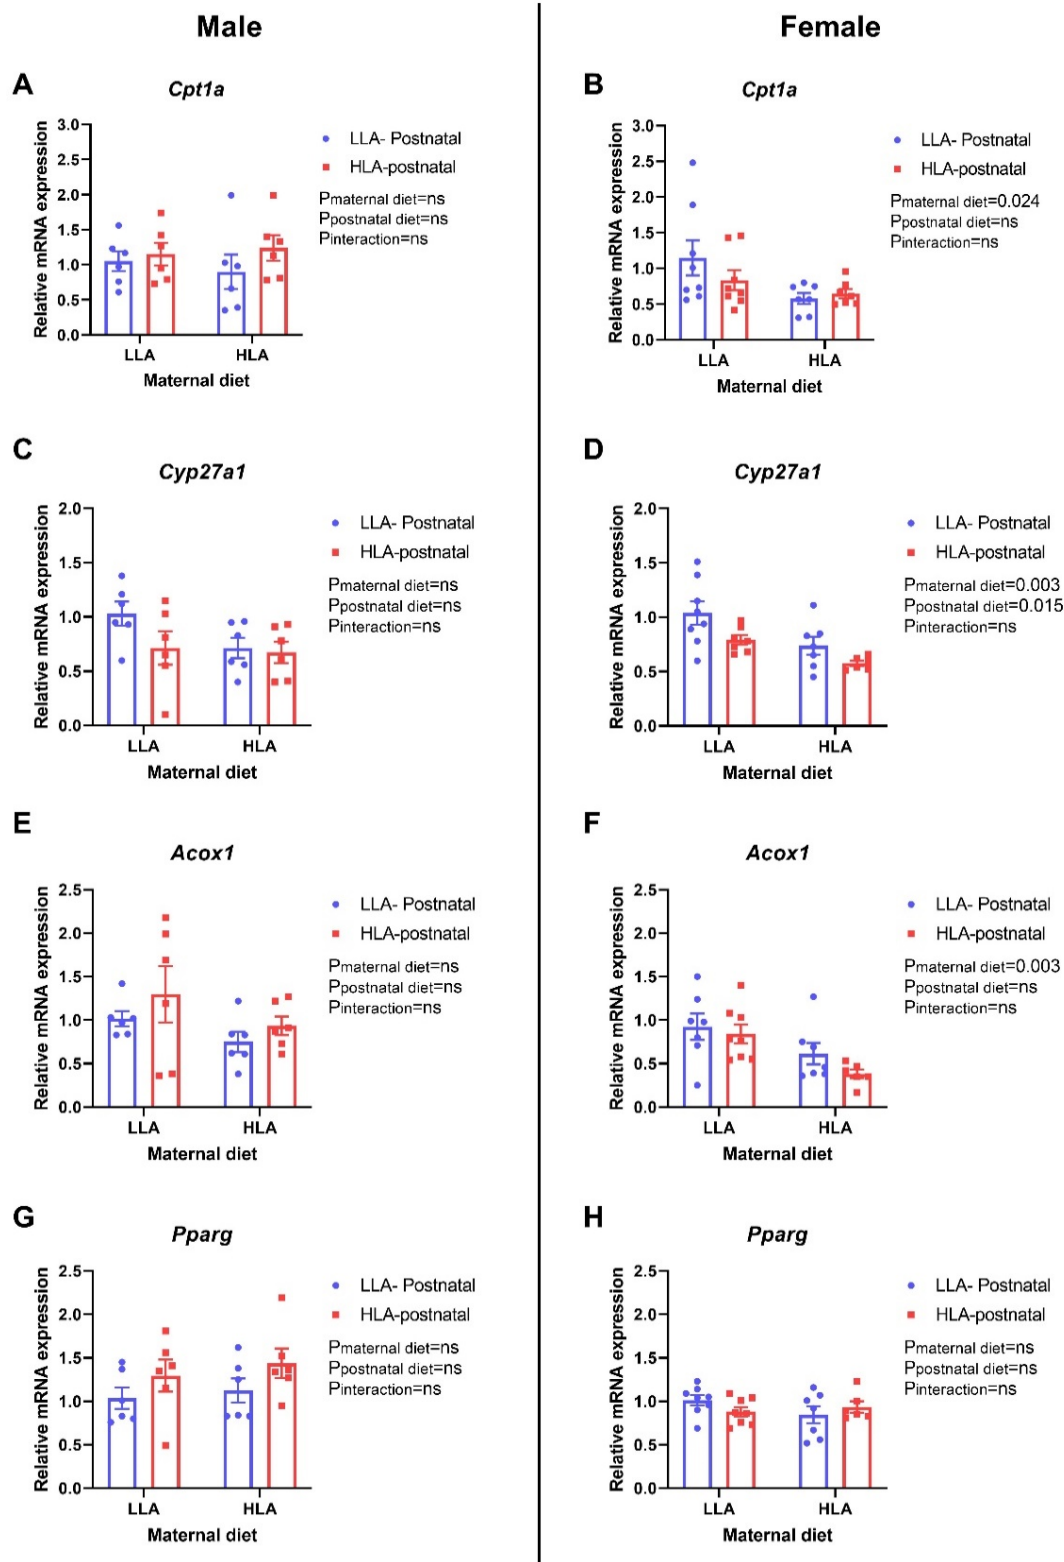 Male
Female
A
Cpt1a
Relative mRNA expression
3.0
2.5
2.0
1.5
1.0
0.5
0.0
LLA
HLA
Maternal diet
LLA- Postnatal
HLA-postnatal
Pmaternal diet=ns
Ppostnatal diet=ns
Pinteraction=ns
B
Cpt1a
Relative mRNA expression
3.0
2.5
2.0
1.5
1.0
0.5
0.0
LLA
HLA
Maternal diet
LLA- Postnatal
HLA-postnatal
Pmaternal diet=0.024
Ppostnatal diet=ns
Pinteraction=ns
C
Cyp27a1
Relative mRNA expression
2.0
1.5
1.0
0.5
0.0
LLA
HLA
Maternal diet
LLA- Postnatal
HLA-postnatal
Pmaternal diet=ns
Ppostnatal diet=ns
Pinteraction=ns
D
Cyp27a1
Relative mRNA expression
2.0
1.5
1.0
0.5
0.0
LLA
HLA
Maternal diet
LLA- Postnatal
HLA-postnatal
Pmaternal diet=0.003
Ppostnatal diet=0.015
Pinteraction=ns
E
Acox1
Relative mRNA expression
2.5
2.0
1.5
1.0
0.5
0.0
LLA
HLA
Maternal diet
LLA- Postnatal
HLA-postnatal
Pmaternal diet=ns
Ppostnatal diet=ns
Pinteraction=ns
F
Acox1
Relative mRNA expression
2.5
2.0
1.5
1.0
0.5
0.0
LLA
HLA
Maternal diet
LLA- Postnatal
HLA-postnatal
Pmaternal diet=0.003
Ppostnatal diet=ns
Pinteraction=ns
G
Pparg
Relative mRNA expression
2.5
2.0
1.5
1.0
0.5
0.0
LLA
HLA
Maternal diet
LLA- Postnatal
HLA-postnatal
Pmaternal diet=ns
Ppostnatal diet=ns
Pinteraction=ns
H
Pparg
Relative mRNA expression
2.5
2.0
1.5
1.0
0.5
0.0
LLA
HLA
Maternal diet
LLA- Postnatal
HLA-postnatal
Pmaternal diet=ns
Ppostnatal diet=ns
Pinteraction=ns